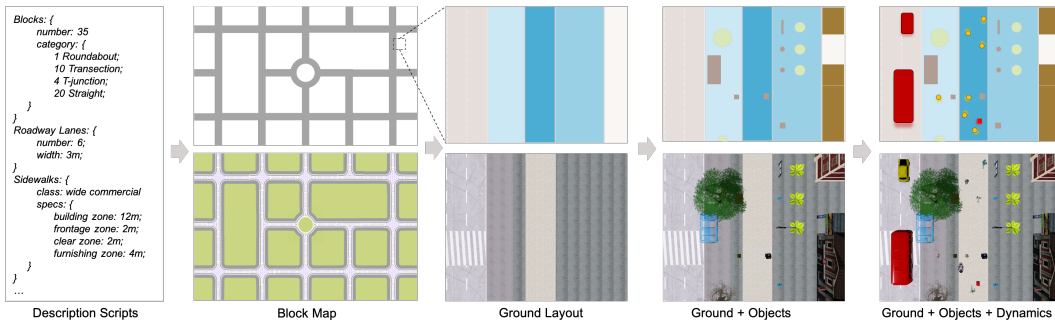 Blocks: {
number: 35
category: {
1 Roundabout;
10 Transection;
4 T-junction;
20 Straight;
}
}
Roadway Lanes: {
number: 6;
width: 3m;
}
Sidewalks: {
class: wide commercial
specs: {
building zone: 12m;
frontage zone: 2m;
clear zone: 2m;
furnishing zone: 4m;
}
}
...
Description Scripts
Block Map
Ground Layout
Ground + Objects
Ground + Objects + Dynamics